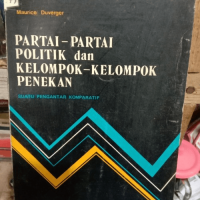 Maurice Duverger
PARTAI-PARTAI
POLITIK dan
KELOMPOK-KELOMPOK
PENEKAN
SUATU PENGANTAR KOMPARATIF